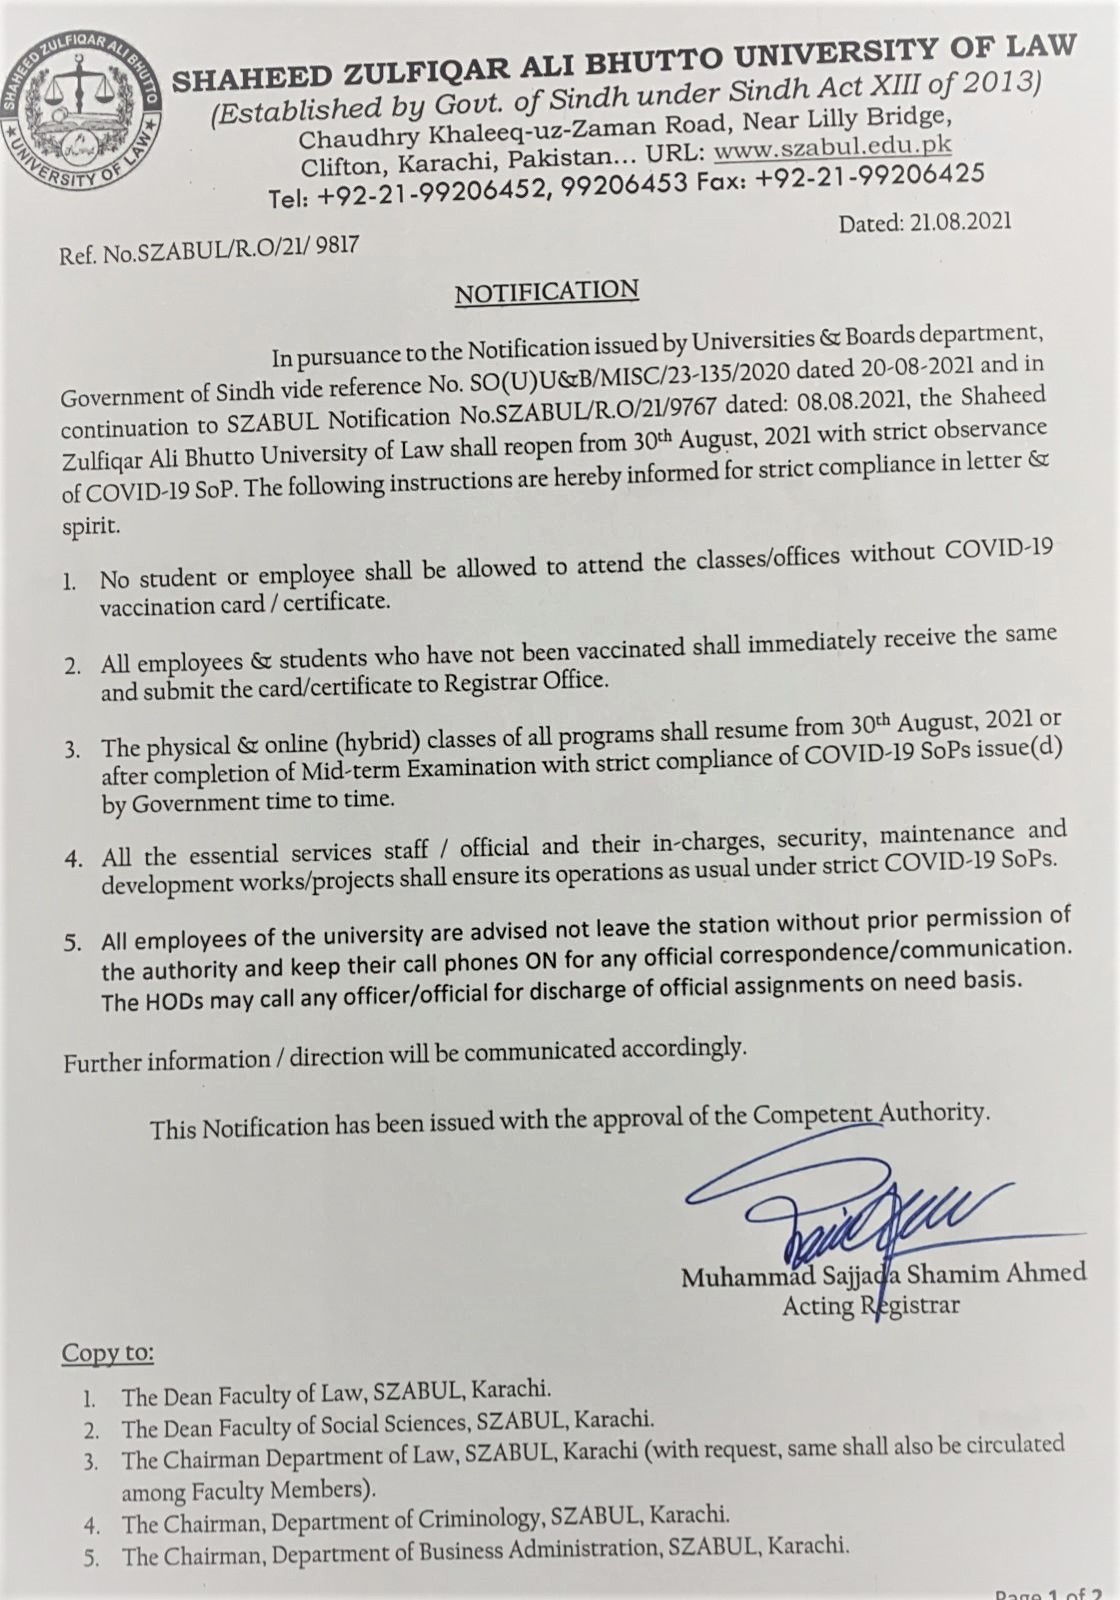 SHAHEED ZULFIQAR ALI BHUTTO
★ UNIVERSITY OF LAW ★
SHAHEED ZULFIQAR ALI BHUTTO UNIVERSITY OF LAW
(Established by Govt. of Sindh under Sindh Act XIII of 2013)
Chaudhry Khaleeq-uz-Zaman Road, Near Lilly Bridge,
Clifton, Karachi, Pakistan... URL: www.szabul.edu.pk
Tel: +92-21-99206452, 99206453 Fax: +92-21-99206425
Dated: 21.08.2021
Ref. No.SZABUL/R.O/21/ 9817
NOTIFICATION
In pursuance to the Notification issued by Universities & Boards department,
Government of Sindh vide reference No. SO(U)U&B/MISC/23-135/2020 dated 20-08-2021 and in
continuation to SZABUL Notification No.SZABUL/R.O/21/9767 dated: 08.08.2021, the Shaheed
Zulfiqar Ali Bhutto University of Law shall reopen from 30th August, 2021 with strict observance
of COVID-19 SoP. The following instructions are hereby informed for strict compliance in letter &
spirit.
1. No student or employee shall be allowed to attend the classes/offices without COVID-19
vaccination card / certificate.
2. All employees & students who have not been vaccinated shall immediately receive the same
and submit the card/certificate to Registrar Office.
3. The physical & online (hybrid) classes of all programs shall resume from 30th August, 2021 or
after completion of Mid-term Examination with strict compliance of COVID-19 SoPs issue(d)
by Government time to time.
4. All the essential services staff / official and their in-charges, security, maintenance and
development works/projects shall ensure its operations as usual under strict COVID-19 SoPs.
5. All employees of the university are advised not leave the station without prior permission of
the authority and keep their call phones ON for any official correspondence/communication.
The HODs may call any officer/official for discharge of official assignments on need basis.
Further information / direction will be communicated accordingly.
This Notification has been issued with the approval of the Competent Authority.
Muhammad Sajjada Shamim Ahmed
Acting Registrar
Copy to:
1. The Dean Faculty of Law, SZABUL, Karachi.
2. The Dean Faculty of Social Sciences, SZABUL, Karachi.
3. The Chairman Department of Law, SZABUL, Karachi (with request, same shall also be circulated
among Faculty Members).
4. The Chairman, Department of Criminology, SZABUL, Karachi.
5. The Chairman, Department of Business Administration, SZABUL, Karachi.
Page 1 of 2